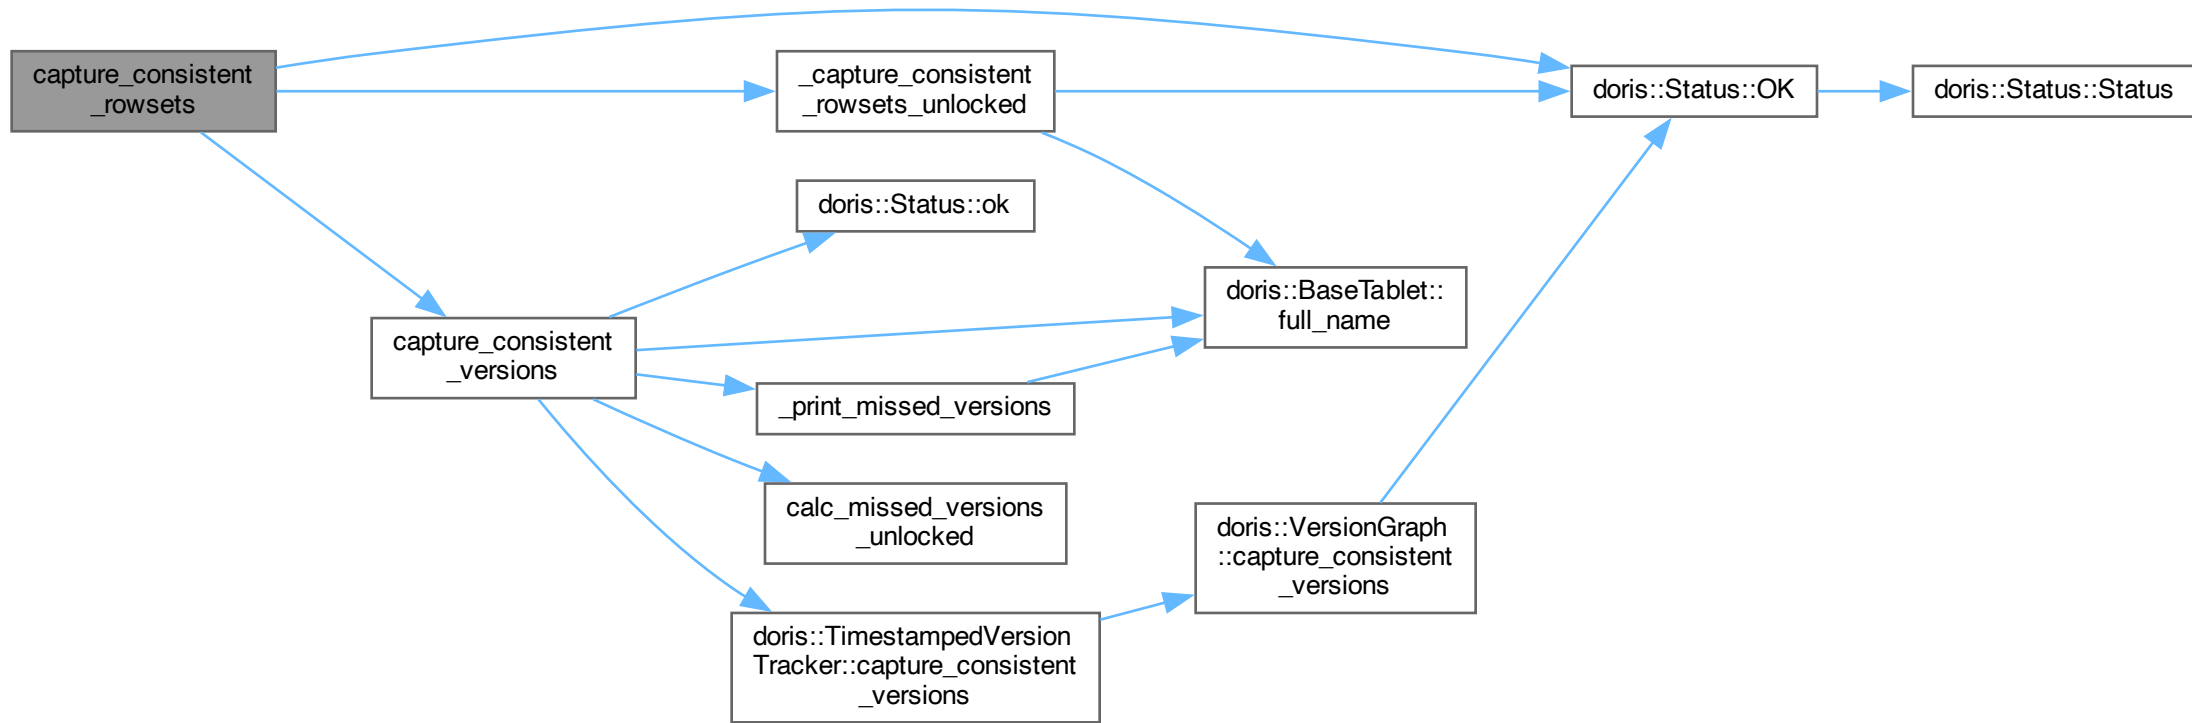 capture_consistent
_rowsets
_capture_consistent
_rowsets_unlocked
doris::Status::OK
doris::Status::Status
doris::Status::ok
doris::BaseTablet::
full_name
capture_consistent
_versions
_print_missed_versions
calc_missed_versions
_unlocked
doris::VersionGraph
::capture_consistent
_versions
doris::TimestampedVersion
Tracker::capture_consistent
_versions